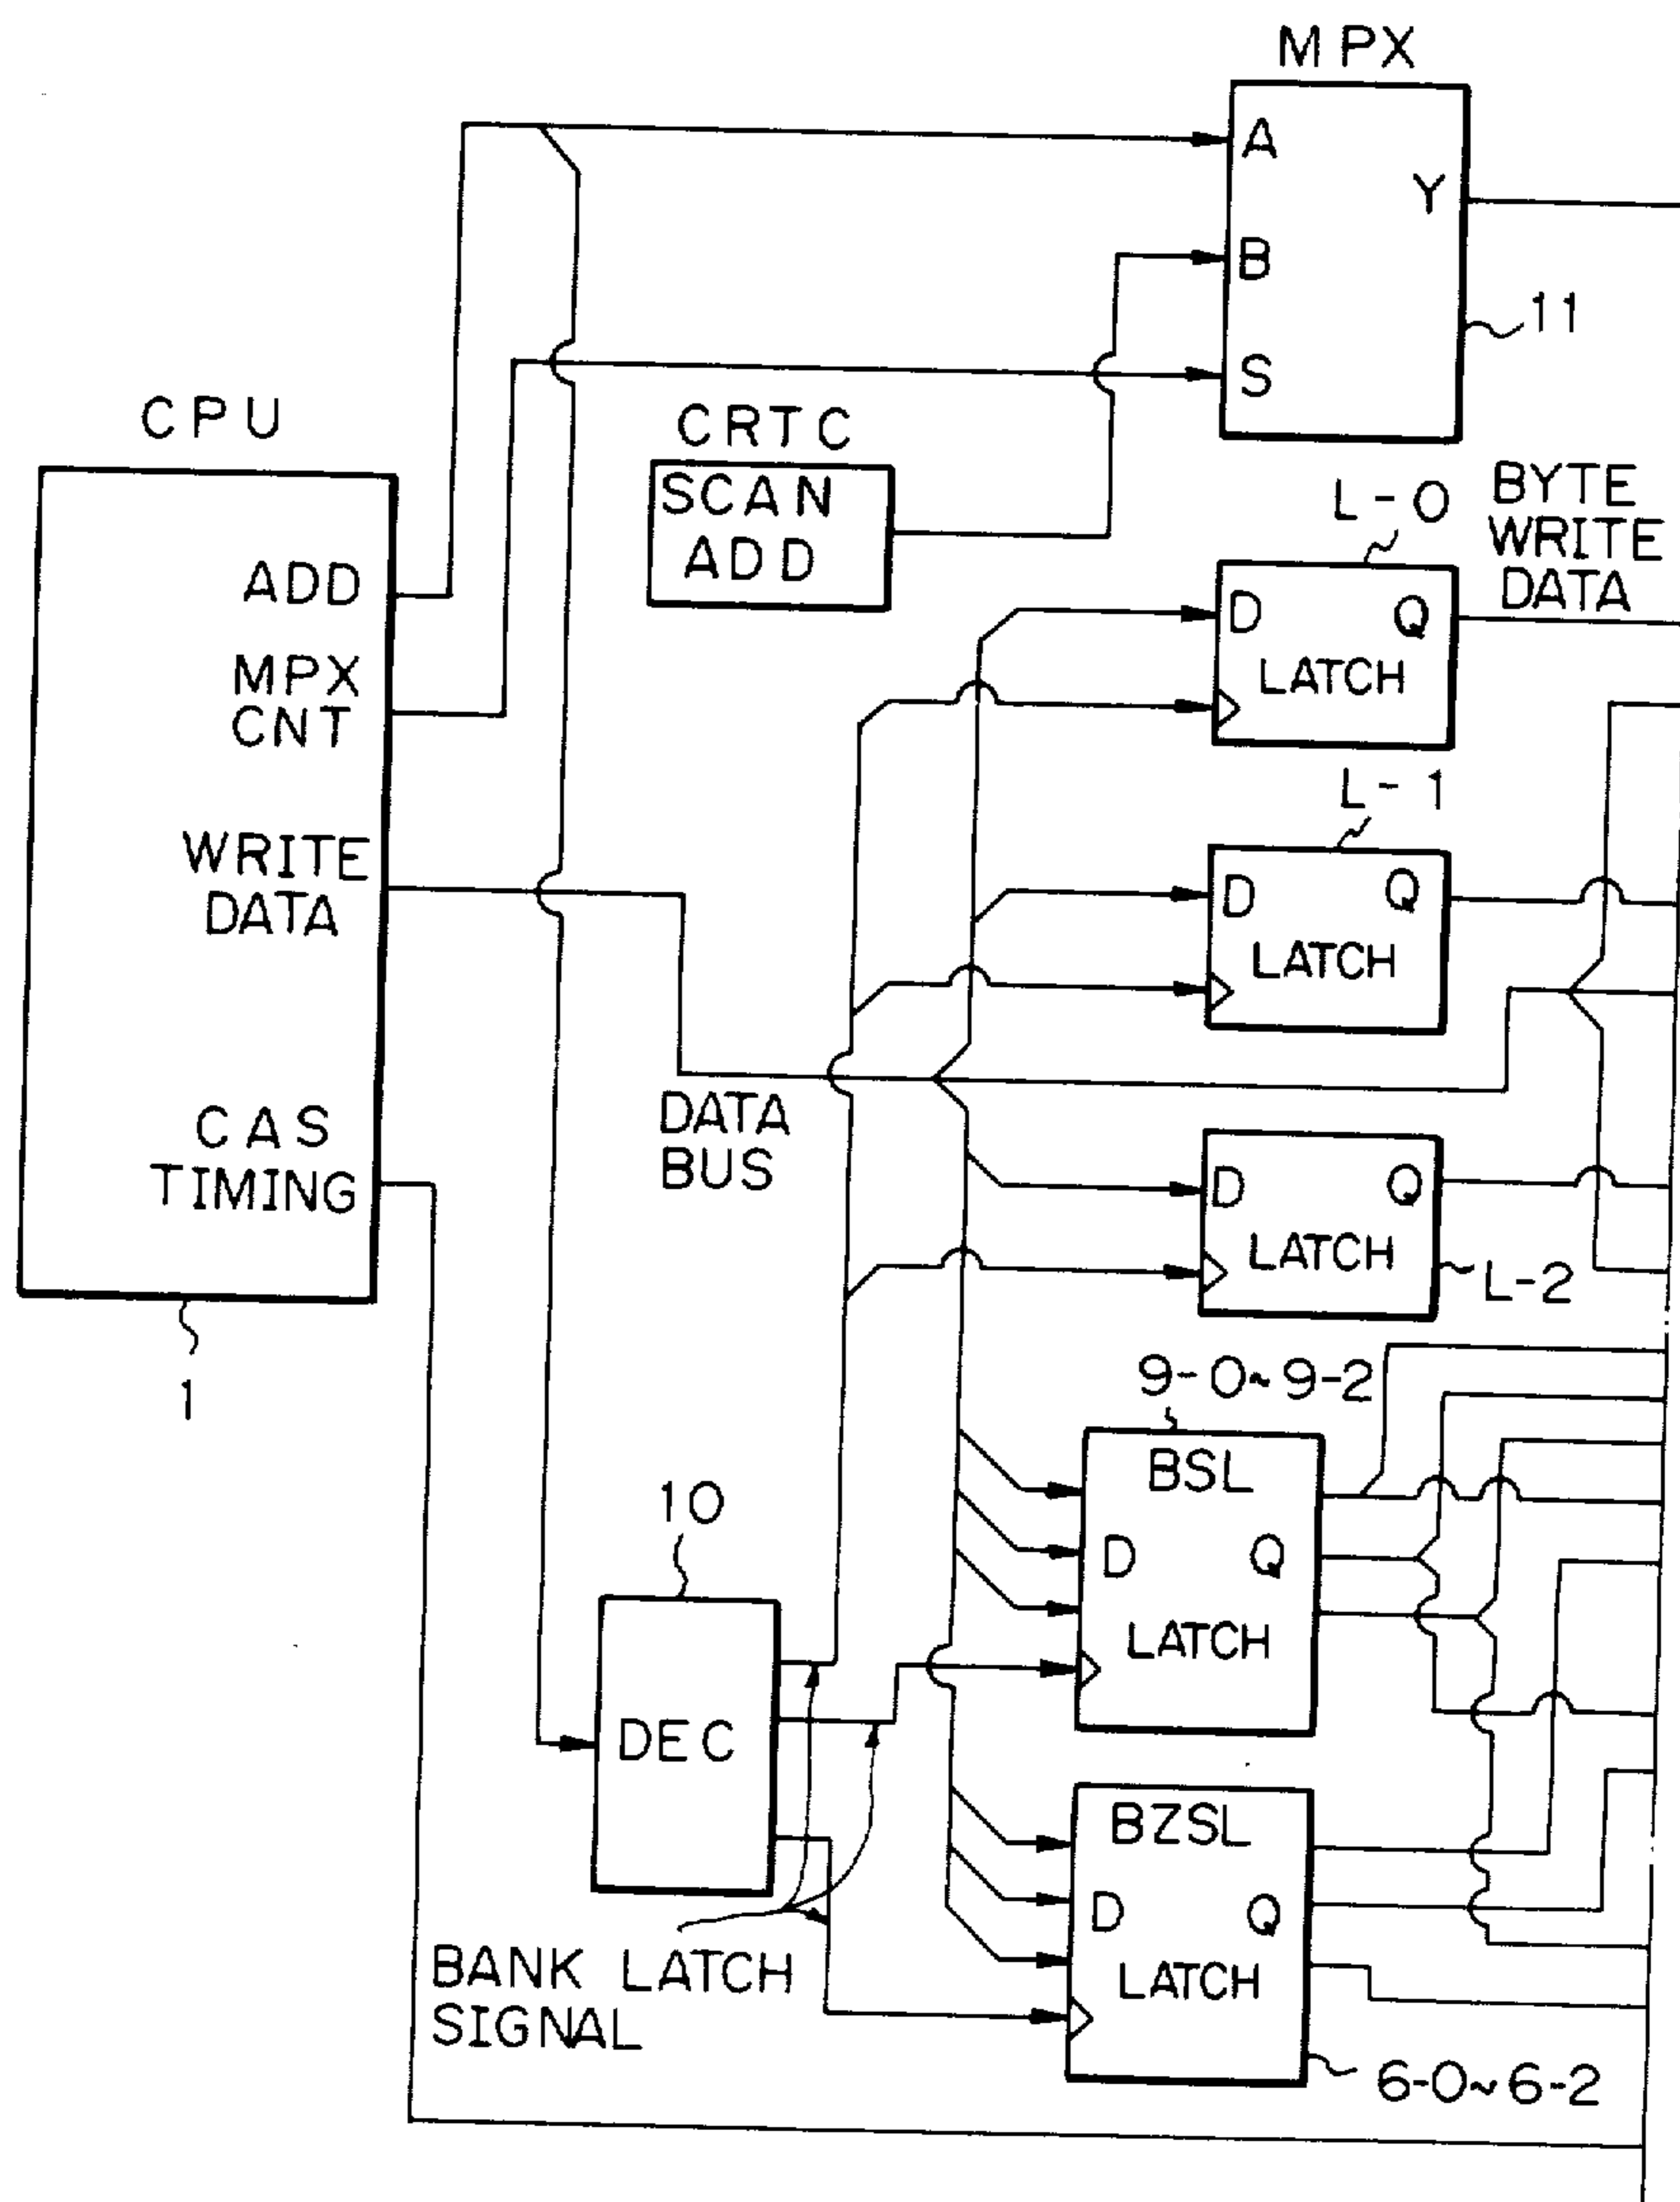 MPX
A
Y
B
11
S
CPU
CRTC
SCAN
ADD
L-0
BYTE
WRITE
DATA
ADD
D
Q
LATCH
MPX
CNT
L-1
WRITE
DATA
D
Q
LATCH
DATA
BUS
CAS
TIMING
D
Q
LATCH
L-2
1
9-0~9-2
BSL
10
D
Q
LATCH
DEC
BZSL
D
Q
LATCH
BANK LATCH
SIGNAL
6-0~6-2